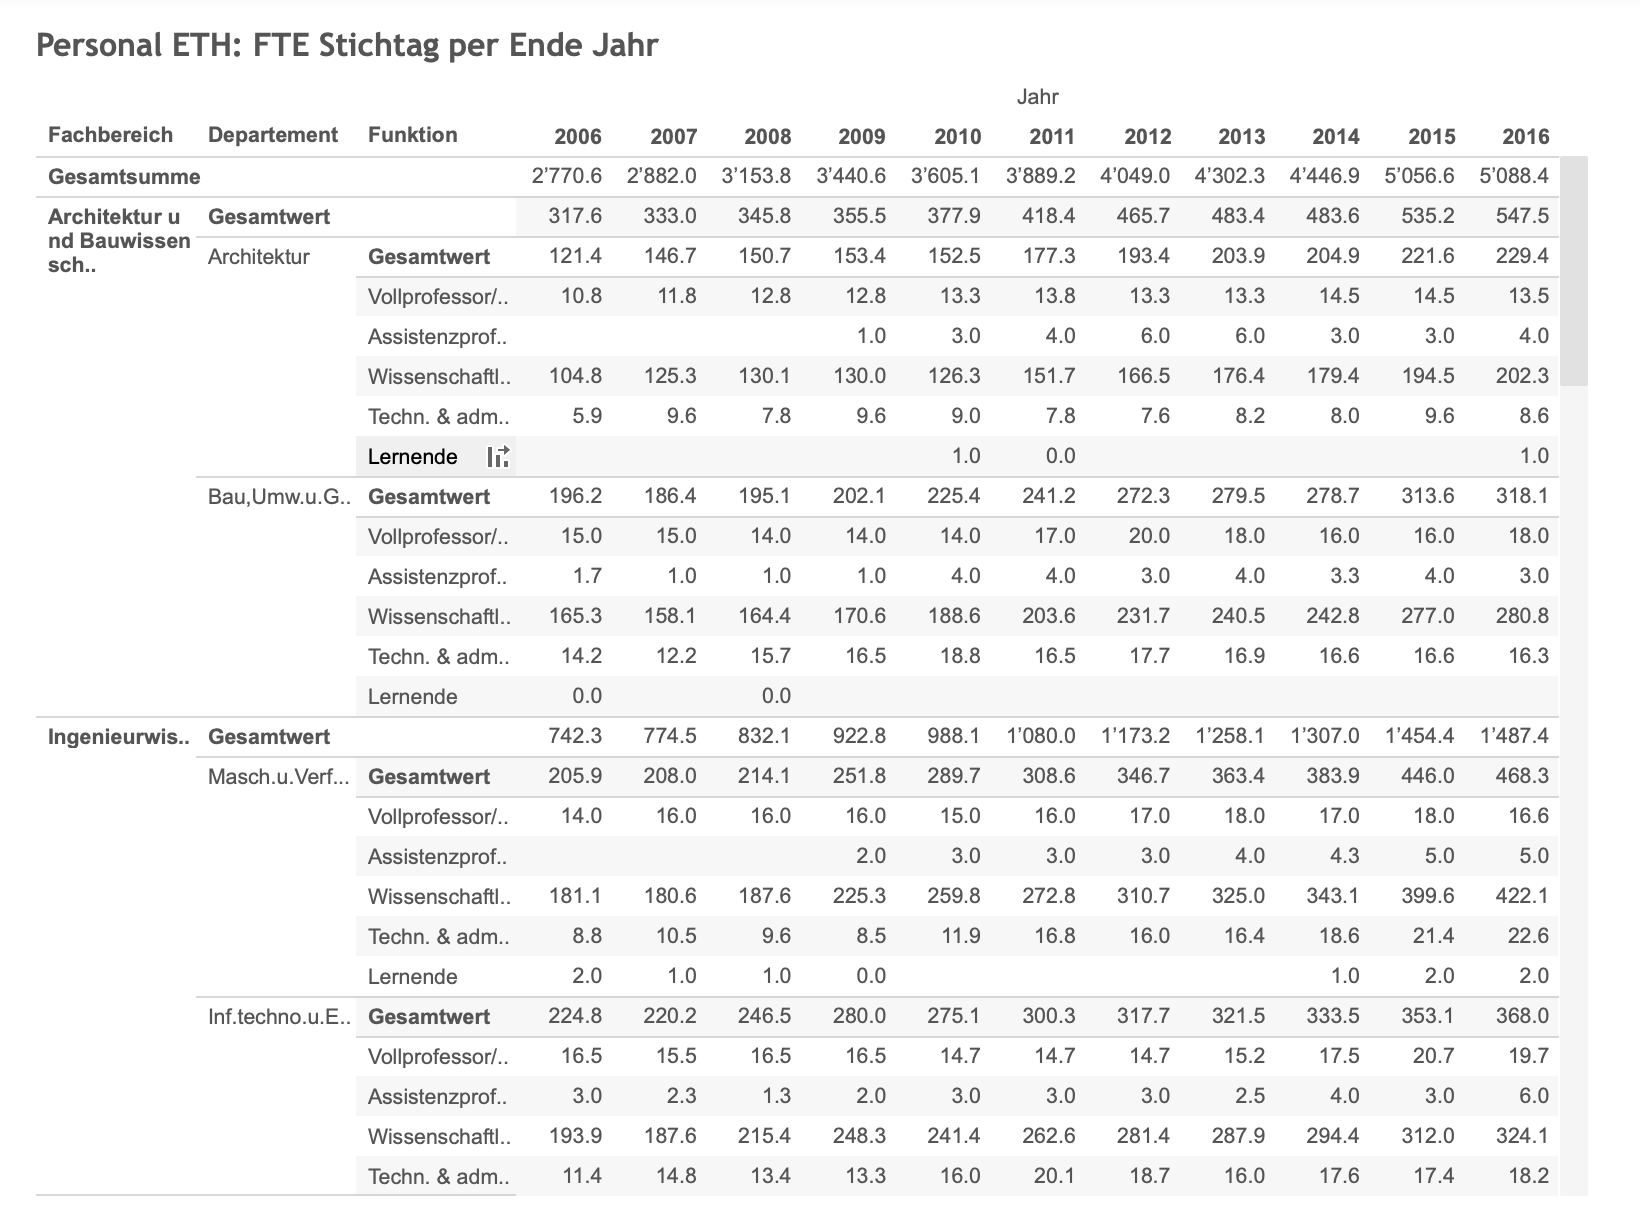 Personal ETH: FTE Stichtag per Ende Jahr
Jahr
Fachbereich Departement Funktion 2006 2007 2008 2009 2010 2011 2012 2013 2014 2015 2016
Gesamtsumme 2’770.6 2’882.0 3’153.8 3’440.6 3’605.1 3’889.2 4’049.0 4’302.3 4’446.9 5’056.6 5’088.4
Architektur u Gesamtwert 317.6 333.0 345.8 355.5 377.9 418.4 465.7 483.4 483.6 535.2 547.5
nd Bauwissen
sch.. Architektur Gesamtwert 121.4 146.7 150.7 153.4 152.5 177.3 193.4 203.9 204.9 221.6 229.4
Vollprofessor/.. 10.8 11.8 12.8 12.8 13.3 13.8 13.3 13.3 14.5 14.5 13.5
Assistenzprof.. 1.0 3.0 4.0 6.0 6.0 3.0 3.0 4.0
Wissenschaftl.. 104.8 125.3 130.1 130.0 126.3 151.7 166.5 176.4 179.4 194.5 202.3
Techn. & adm.. 5.9 9.6 7.8 9.6 9.0 7.8 7.6 8.2 8.0 9.6 8.6
Lernende 1.0 0.0 1.0
Bau,Umw.u.G.. Gesamtwert 196.2 186.4 195.1 202.1 225.4 241.2 272.3 279.5 278.7 313.6 318.1
Vollprofessor/.. 15.0 15.0 14.0 14.0 14.0 17.0 20.0 18.0 16.0 16.0 18.0
Assistenzprof.. 1.7 1.0 1.0 1.0 4.0 4.0 3.0 4.0 3.3 4.0 3.0
Wissenschaftl.. 165.3 158.1 164.4 170.6 188.6 203.6 231.7 240.5 242.8 277.0 280.8
Techn. & adm.. 14.2 12.2 15.7 16.5 18.8 16.5 17.7 16.9 16.6 16.6 16.3
Lernende 0.0 0.0
Ingenieurwis.. Gesamtwert 742.3 774.5 832.1 922.8 988.1 1’080.0 1’173.2 1’258.1 1’307.0 1’454.4 1’487.4
Masch.u.Verf... Gesamtwert 205.9 208.0 214.1 251.8 289.7 308.6 346.7 363.4 383.9 446.0 468.3
Vollprofessor/.. 14.0 16.0 16.0 16.0 15.0 16.0 17.0 18.0 17.0 18.0 16.6
Assistenzprof.. 2.0 3.0 3.0 3.0 4.0 4.3 5.0 5.0
Wissenschaftl.. 181.1 180.6 187.6 225.3 259.8 272.8 310.7 325.0 343.1 399.6 422.1
Techn. & adm.. 8.8 10.5 9.6 8.5 11.9 16.8 16.0 16.4 18.6 21.4 22.6
Lernende 2.0 1.0 1.0 0.0 1.0 2.0 2.0
Inf.techno.u.E.. Gesamtwert 224.8 220.2 246.5 280.0 275.1 300.3 317.7 321.5 333.5 353.1 368.0
Vollprofessor/.. 16.5 15.5 16.5 16.5 14.7 14.7 14.7 15.2 17.5 20.7 19.7
Assistenzprof.. 3.0 2.3 1.3 2.0 3.0 3.0 3.0 2.5 4.0 3.0 6.0
Wissenschaftl.. 193.9 187.6 215.4 248.3 241.4 262.6 281.4 287.9 294.4 312.0 324.1
Techn. & adm.. 11.4 14.8 13.4 13.3 16.0 20.1 18.7 16.0 17.6 17.4 18.2